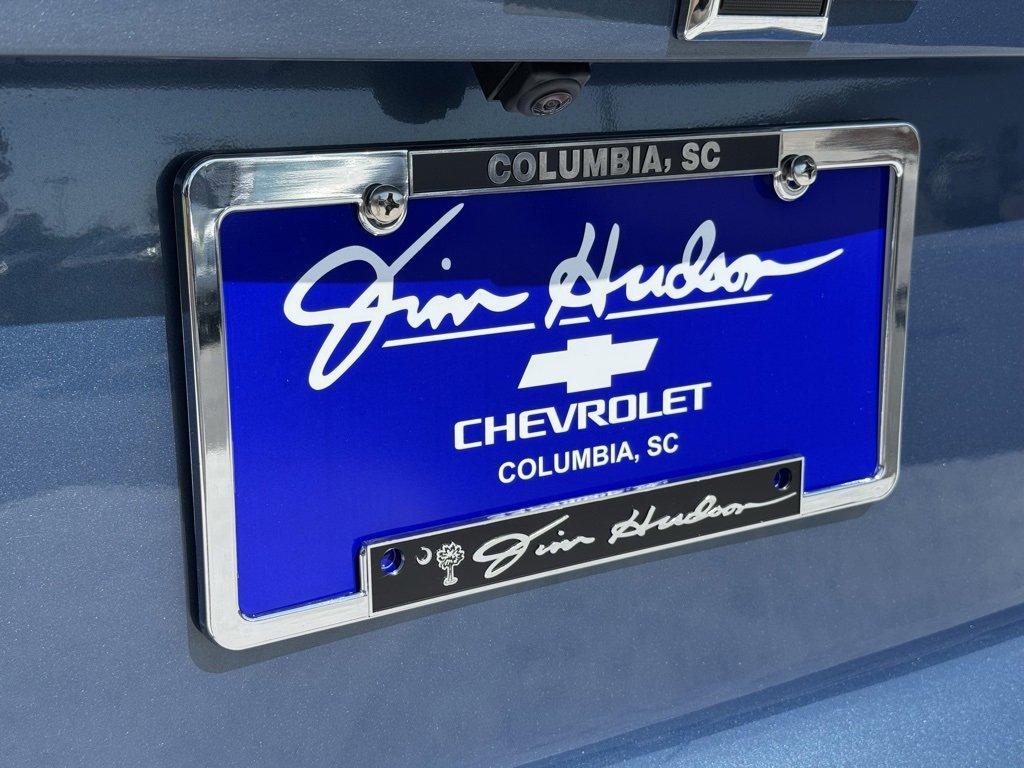 COLUMBIA, SC
Jim Hudson
CHEVROLET
COLUMBIA, SC
Jim Hudson